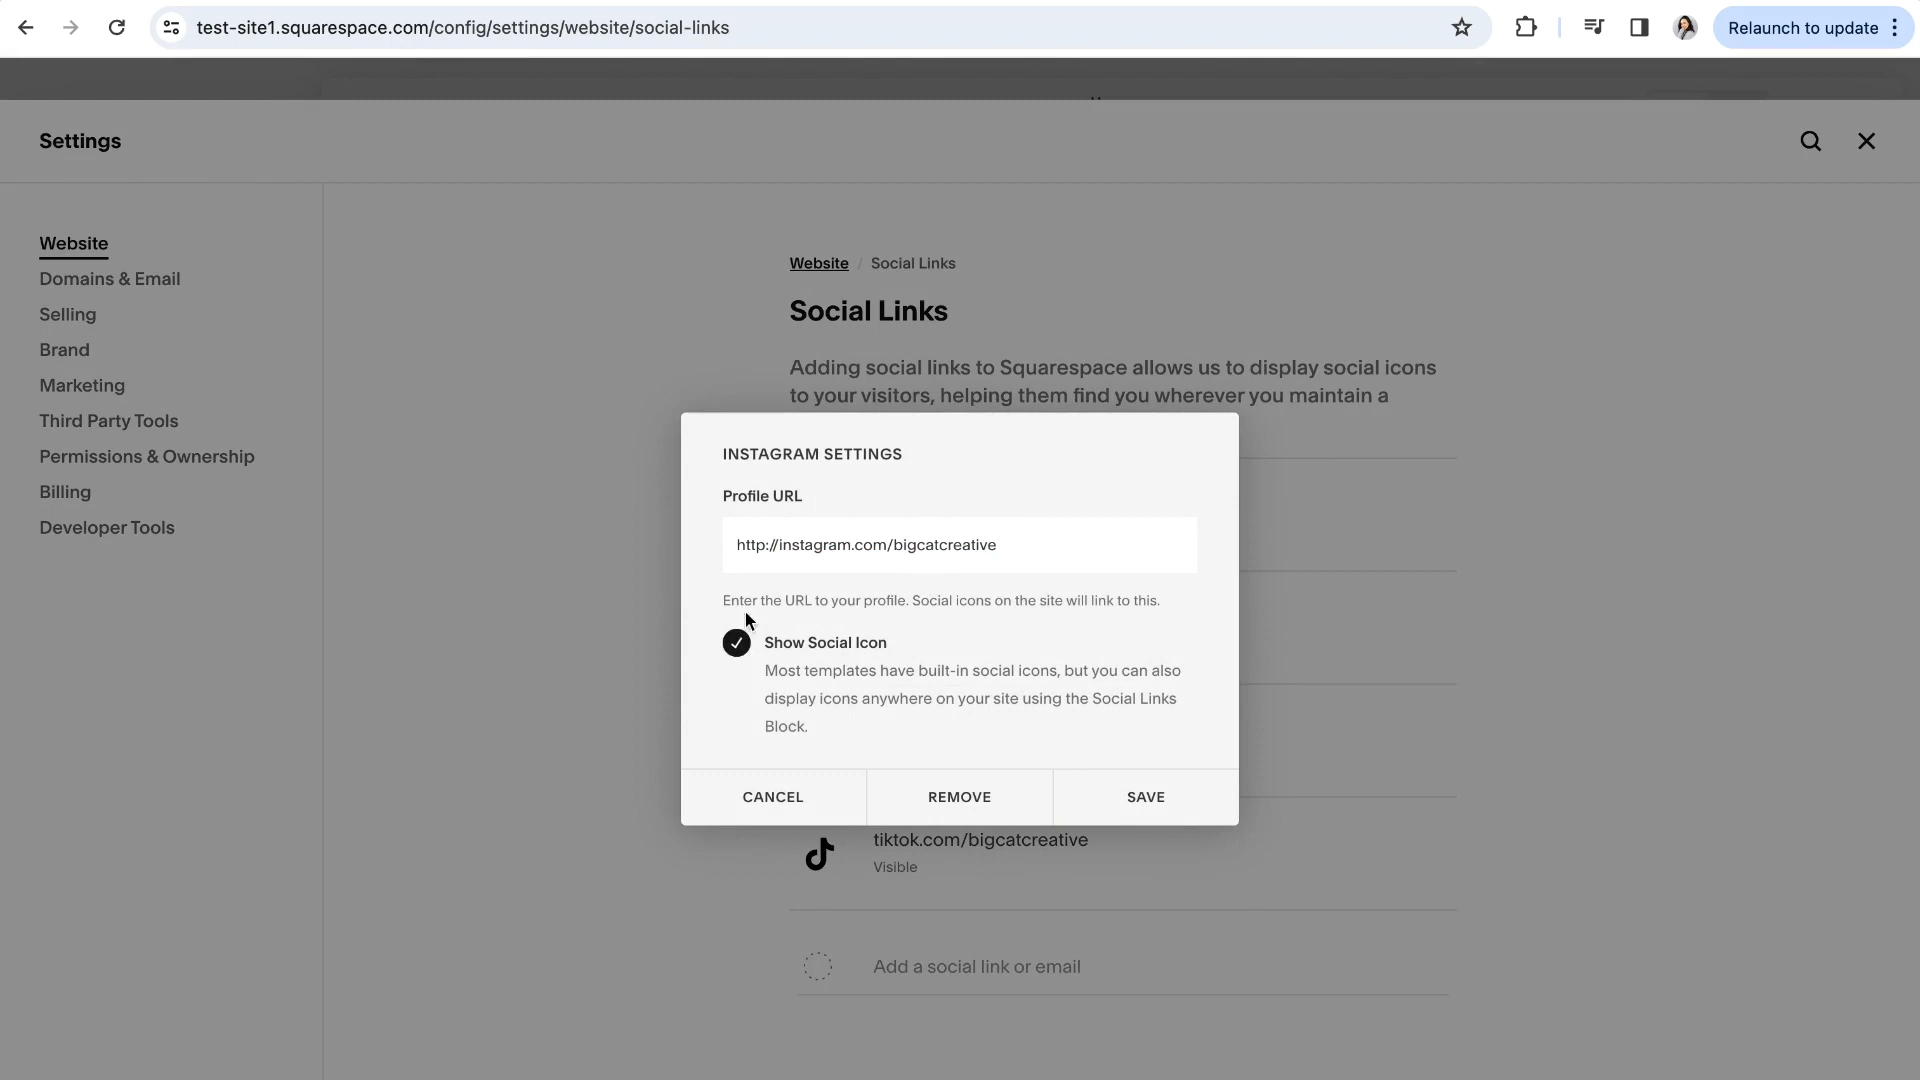 test-site1.squarespace.com/config/settings/website/social-links
Relaunch to update
Settings
Website
Domains & Email
Selling
Brand
Marketing
Third Party Tools
Permissions & Ownership
Billing
Developer Tools
Website / Social Links
Social Links
Adding social links to Squarespace allows us to display social icons
to your visitors, helping them find you wherever you maintain a
INSTAGRAM SETTINGS
Profile URL
http://instagram.com/bigcatcreative
Enter the URL to your profile. Social icons on the site will link to this.
Show Social Icon
Most templates have built-in social icons, but you can also
display icons anywhere on your site using the Social Links
Block.
CANCEL
REMOVE
SAVE
tiktok.com/bigcatcreative
Visible
Add a social link or email